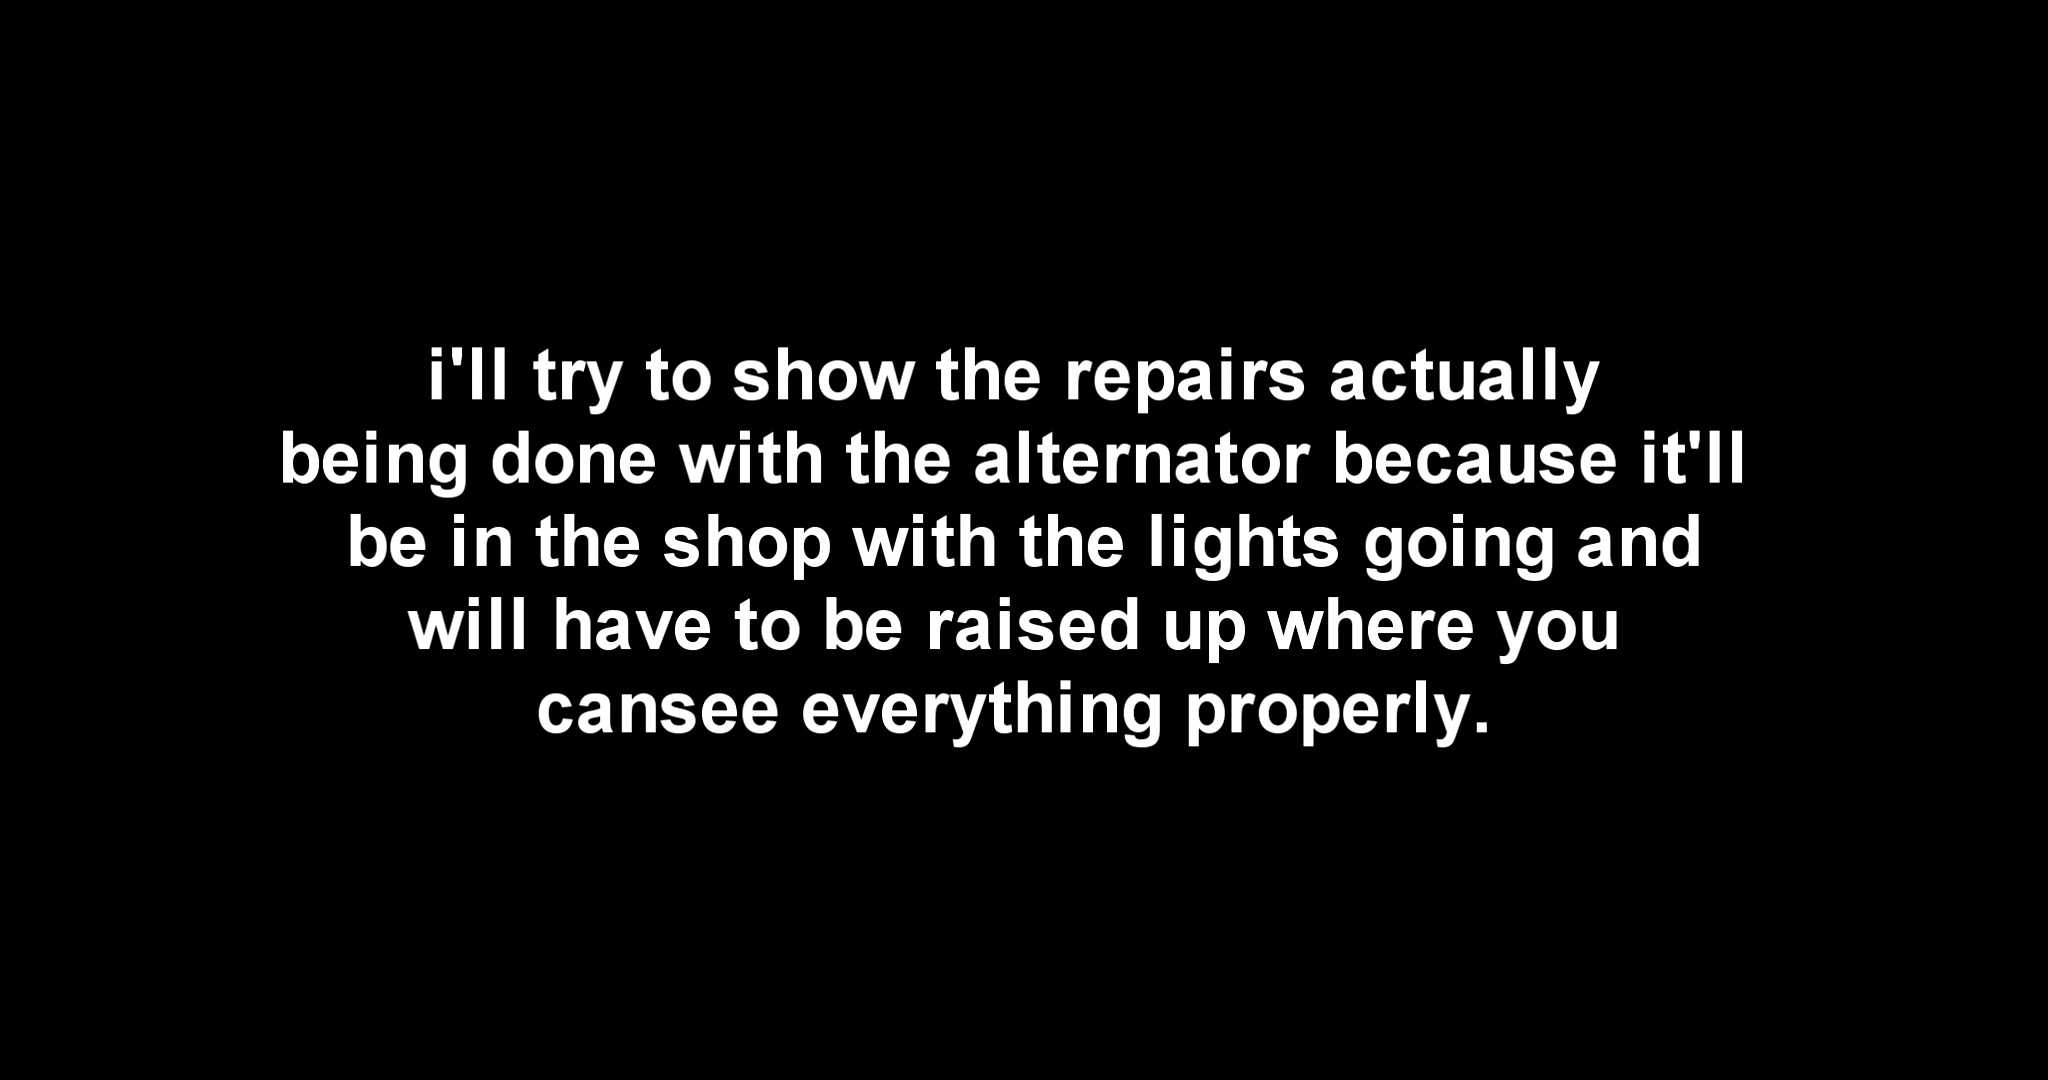 i'll try to show the repairs actually
being done with the alternator because it'll
be in the shop with the lights going and
will have to be raised up where you
cansee everything properly.